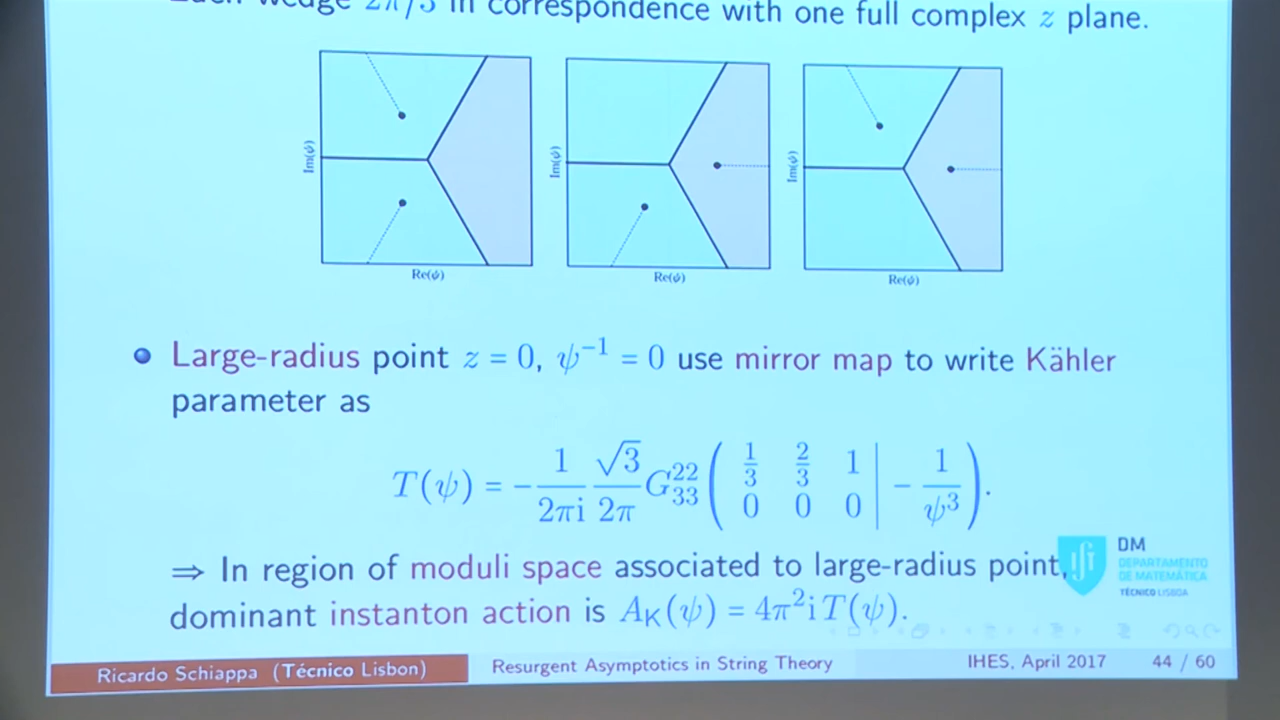 Each wedge 2π/3 in correspondence with one full complex z plane.
Im(ψ) Im(ψ) Im(ψ)
Re(ψ) Re(ψ) Re(ψ)
Large-radius point z = 0, ψ⁻¹ = 0 use mirror map to write Kähler
parameter as
T(ψ) = − 1/2πi √3/2π G²²₃₃ ( 1/3 2/3 1 | − 1/ψ³ ).
0 0 0
⇒ In region of moduli space associated to large-radius point,
dominant instanton action is A_K(ψ) = 4π²i T(ψ).
DM
DEPARTAMENTO
DE MATEMÁTICA
TÉCNICO LISBOA
Ricardo Schiappa (Técnico Lisbon) Resurgent Asymptotics in String Theory IHES, April 2017 44 / 60